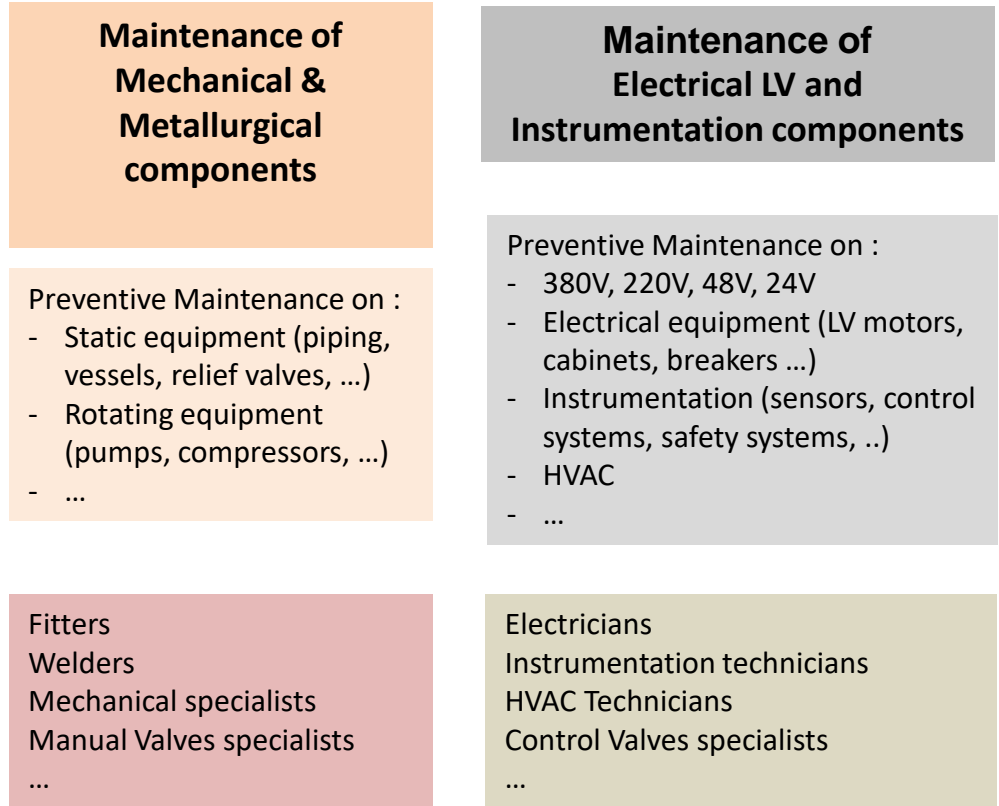 Maintenance of
Mechanical &
Metallurgical
components
Preventive Maintenance on :
- Static equipment (piping,
vessels, relief valves, …)
- Rotating equipment
(pumps, compressors, …)
- …
Fitters
Welders
Mechanical specialists
Manual Valves specialists
…
Maintenance of
Electrical LV and
Instrumentation components
Preventive Maintenance on :
- 380V, 220V, 48V, 24V
- Electrical equipment (LV motors,
cabinets, breakers …)
- Instrumentation (sensors, control
systems, safety systems, ..)
- HVAC
- …
Electricians
Instrumentation technicians
HVAC Technicians
Control Valves specialists
…